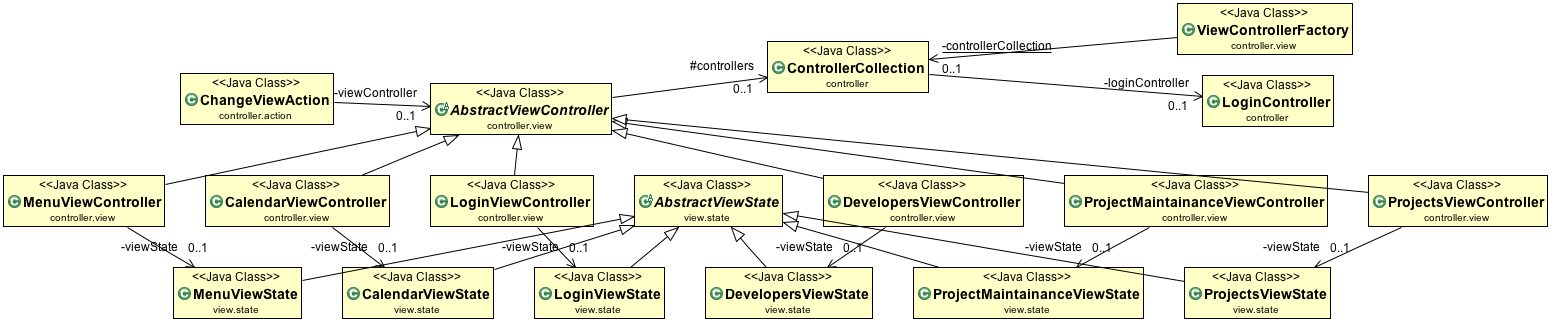 <<Java Class>>
ViewControllerFactory
controller.view
-controllerCollection
0..1
<<Java Class>>
ControllerCollection
controller
#controllers
0..1
-loginController
0..1
<<Java Class>>
LoginController
controller
<<Java Class>>
ChangeViewAction
controller.action
-viewController
0..1
<<Java Class>>
AbstractViewController
controller.view
<<Java Class>>
MenuViewController
controller.view
<<Java Class>>
CalendarViewController
controller.view
<<Java Class>>
LoginViewController
controller.view
<<Java Class>>
AbstractViewState
view.state
<<Java Class>>
DevelopersViewController
controller.view
<<Java Class>>
ProjectMaintainanceViewController
controller.view
<<Java Class>>
ProjectsViewController
controller.view
-viewState
0..1
-viewState
0..1
-viewState
0..1
-viewState
0..1
-viewState
0..1
-viewState
0..1
<<Java Class>>
MenuViewState
view.state
<<Java Class>>
CalendarViewState
view.state
<<Java Class>>
LoginViewState
view.state
<<Java Class>>
DevelopersViewState
view.state
<<Java Class>>
ProjectMaintainanceViewState
view.state
<<Java Class>>
ProjectsViewState
view.state